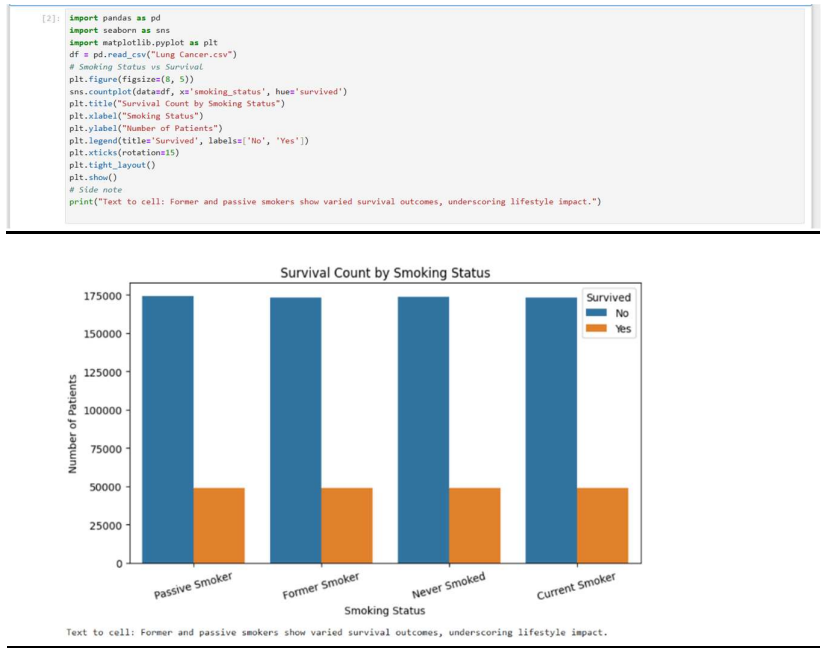 [2]:
import pandas as pd
import seaborn as sns
import matplotlib.pyplot as plt
df = pd.read_csv("Lung Cancer.csv")
# Smoking Status vs Survival
plt.figure(figsize=(8, 5))
sns.countplot(data=df, x='smoking_status', hue='survived')
plt.title("Survival Count by Smoking Status")
plt.xlabel("Smoking Status")
plt.ylabel("Number of Patients")
plt.legend(title='Survived', labels=['No', 'Yes'])
plt.xticks(rotation=15)
plt.tight_layout()
plt.show()
# Side note
print("Text to cell: Former and passive smokers show varied survival outcomes, underscoring lifestyle impact.")
Survival Count by Smoking Status
Survived
No
Yes
Number of Patients
175000
150000
125000
100000
75000
50000
25000
0
Passive Smoker
Former Smoker
Never Smoked
Current Smoker
Smoking Status
Text to cell: Former and passive smokers show varied survival outcomes, underscoring lifestyle impact.